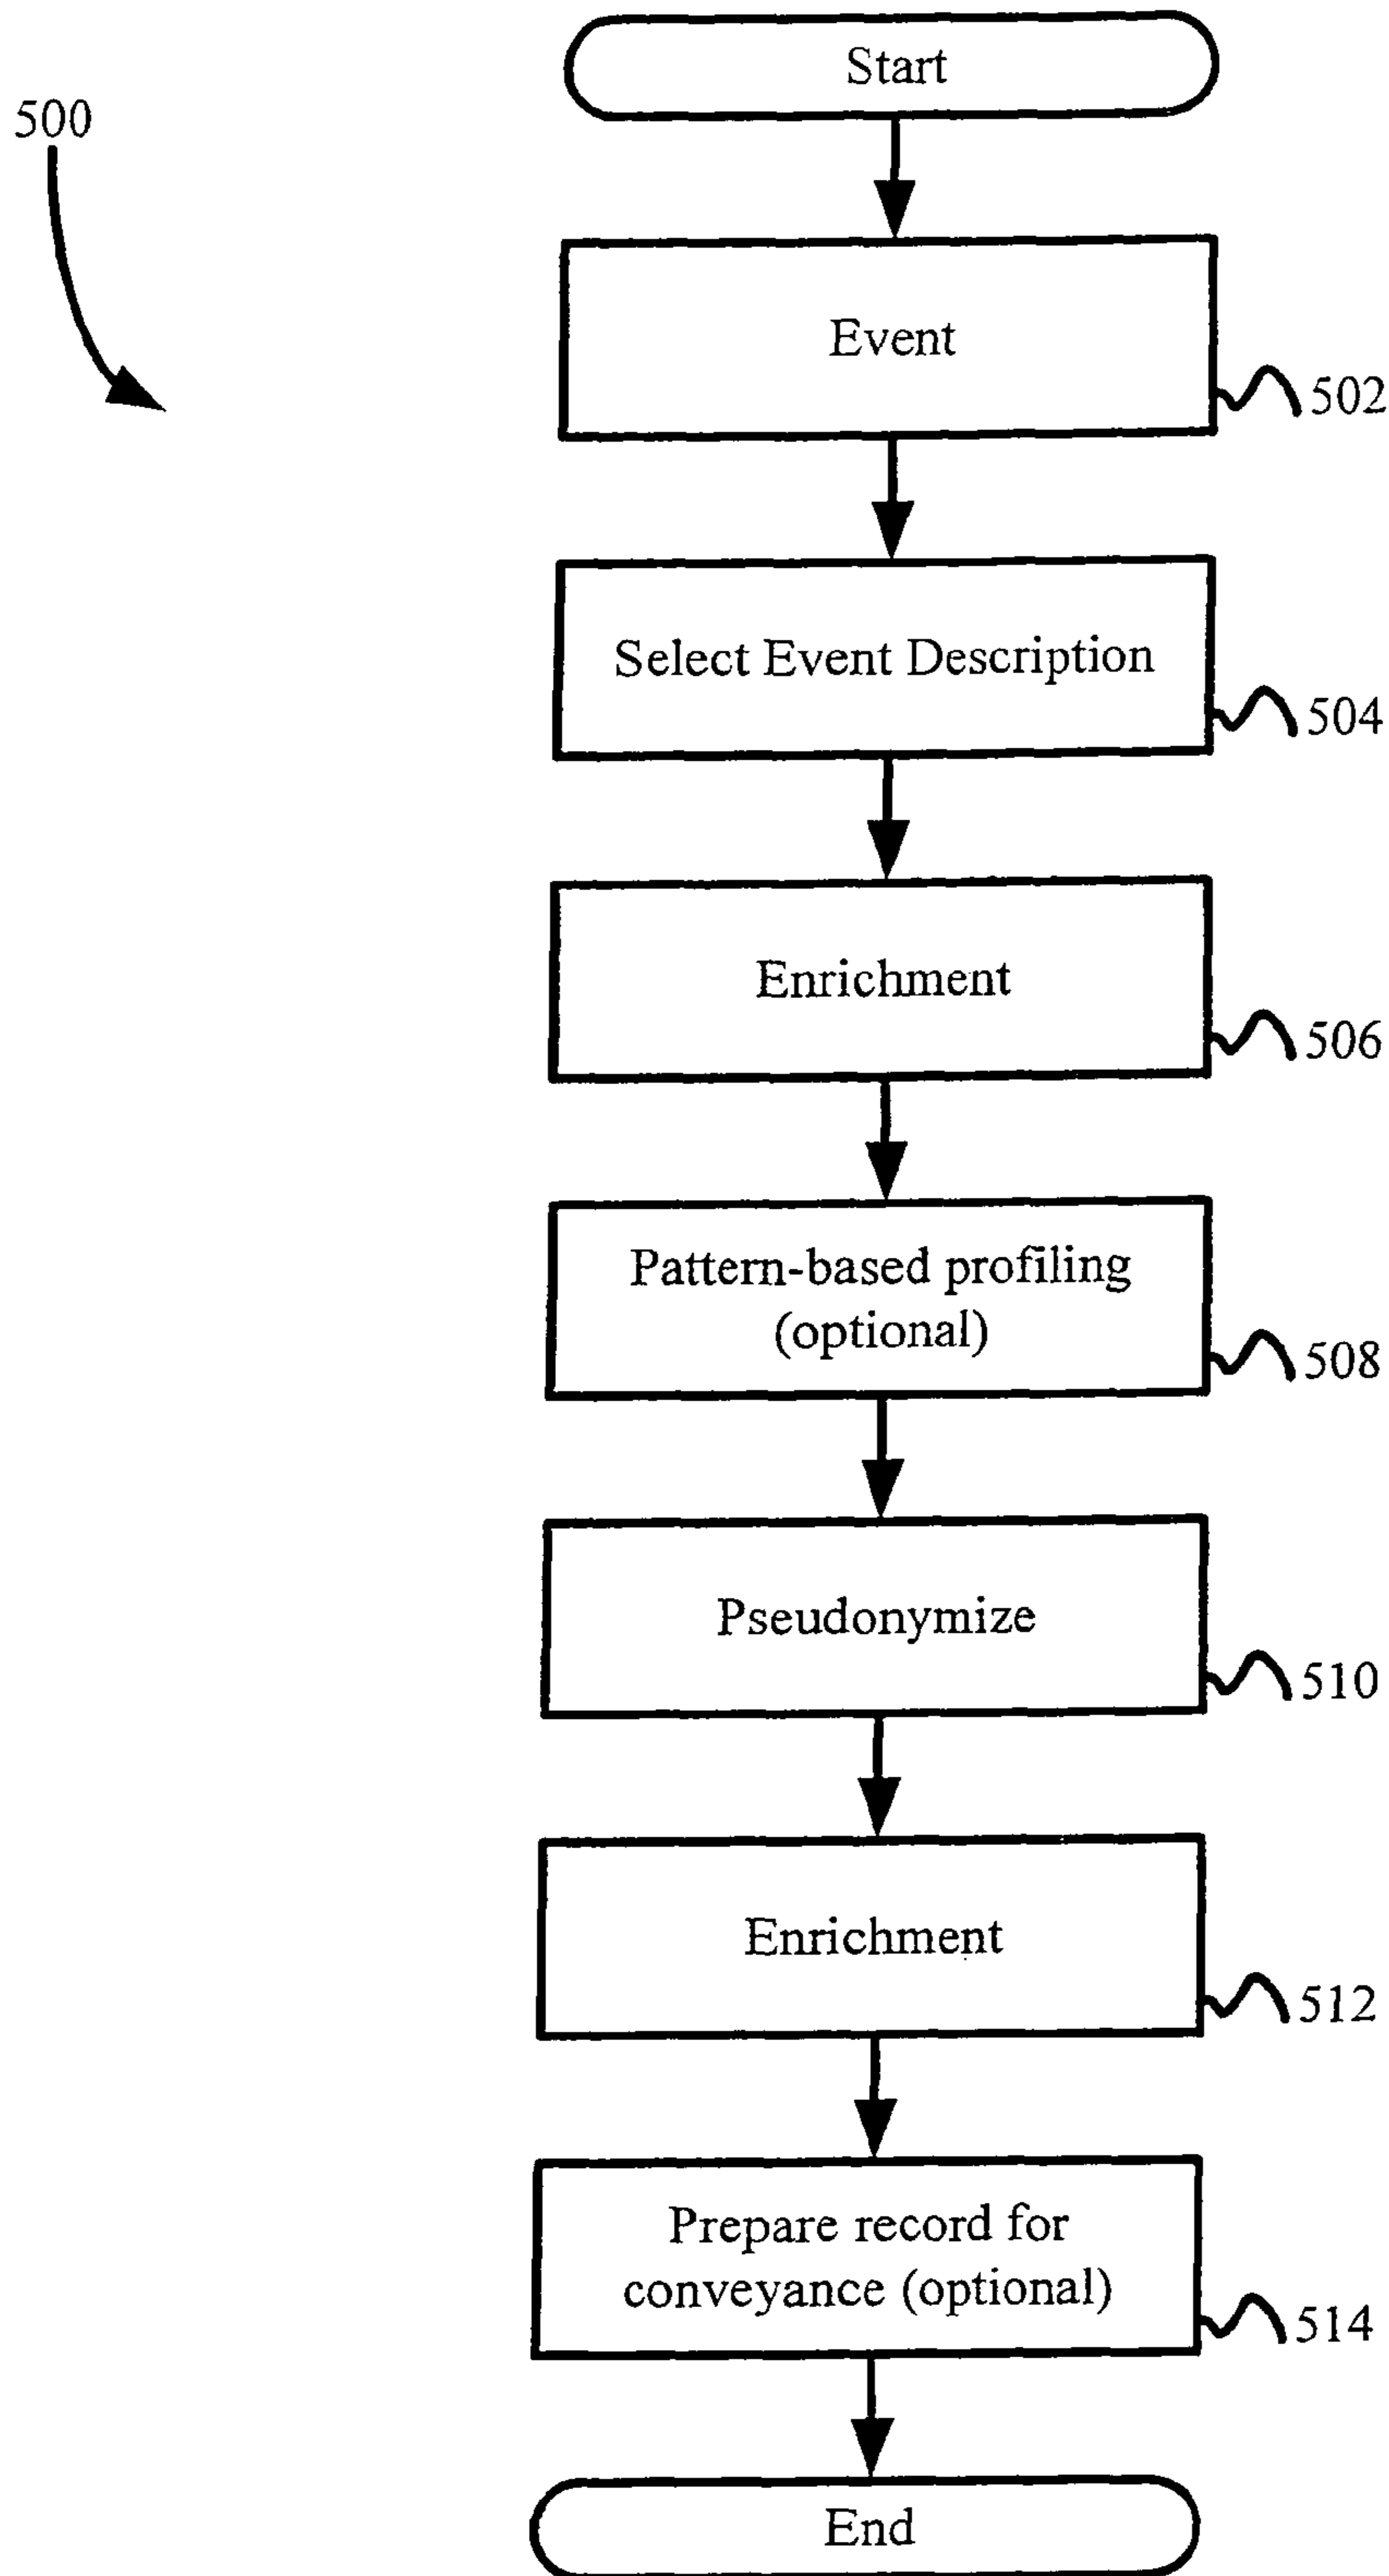 Start
500
Event
502
Select Event Description
504
Enrichment
506
Pattern-based profiling
(optional)
508
Pseudonymize
510
Enrichment
512
Prepare record for
conveyance (optional)
514
End